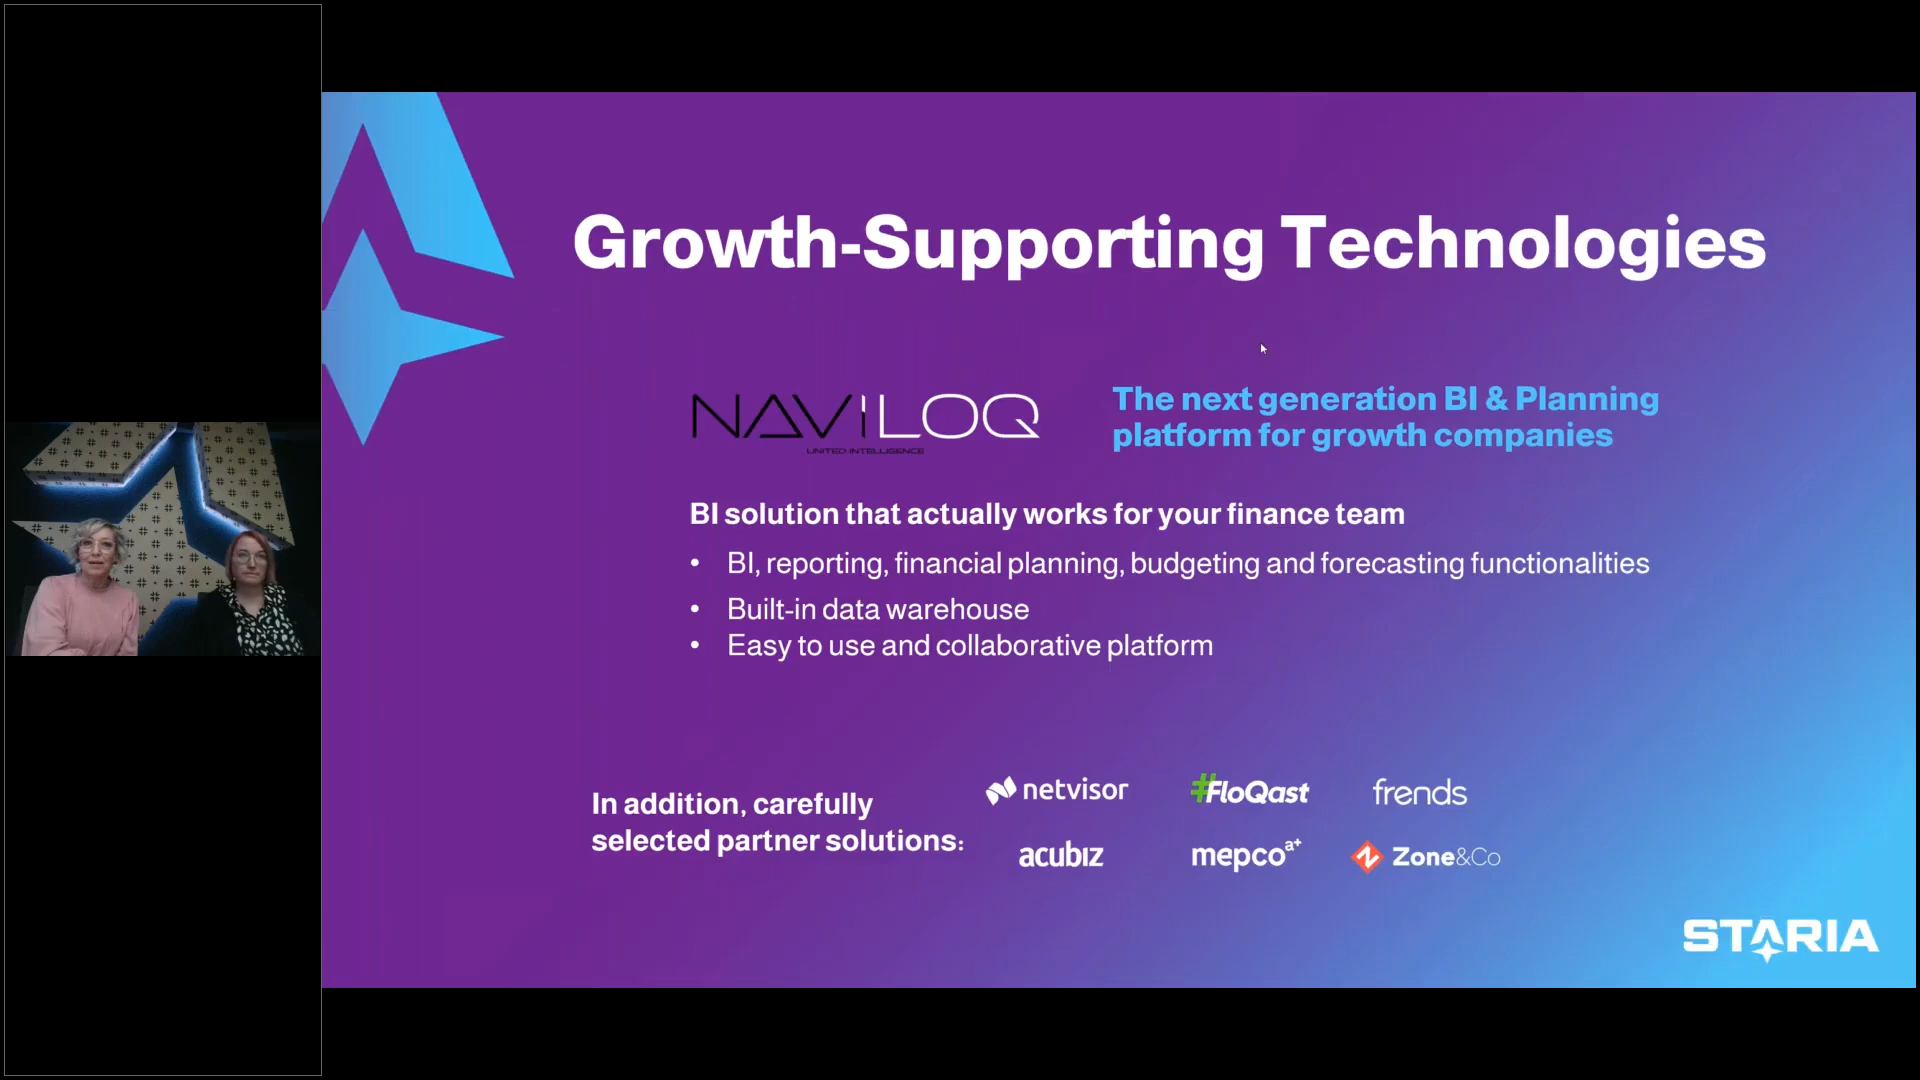 Growth-Supporting Technologies
NAVILOQ
UNITED INTELLIGENCE
The next generation BI & Planning
platform for growth companies
BI solution that actually works for your finance team
• BI, reporting, financial planning, budgeting and forecasting functionalities
• Built-in data warehouse
• Easy to use and collaborative platform
In addition, carefully
selected partner solutions:
netvisor
#FloQast
frends
acubiz
mepco a+
Zone&Co
STARIA